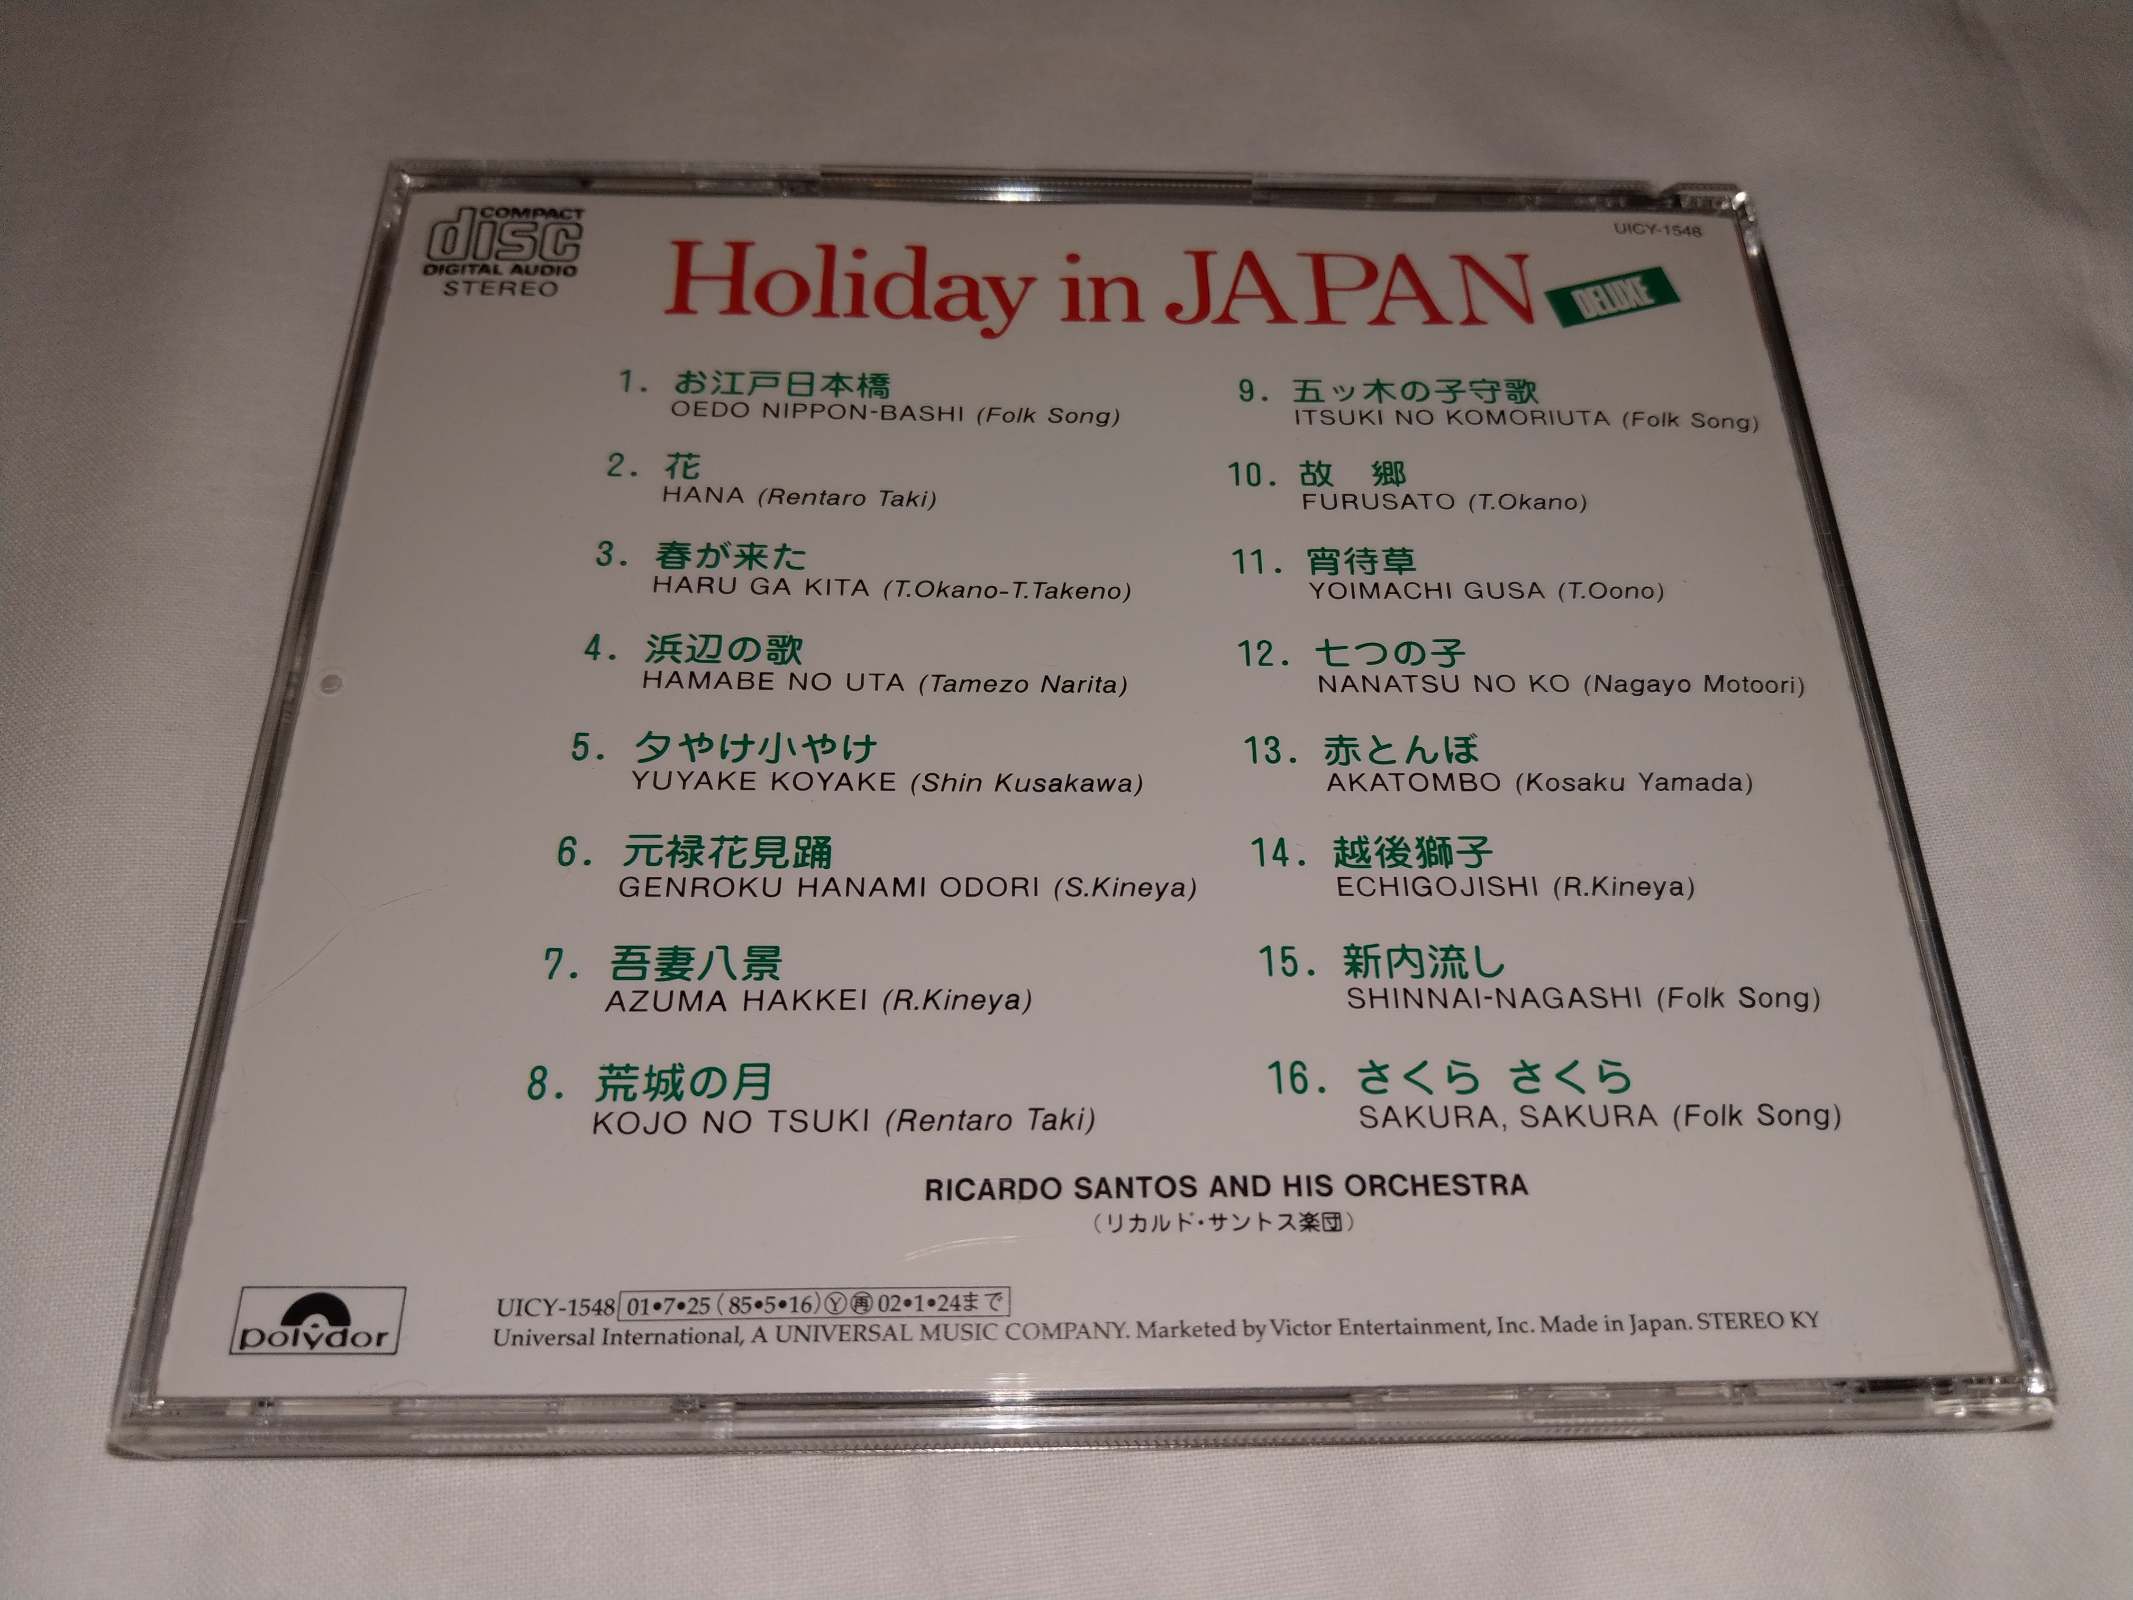 COMPACT
disc
DIGITAL AUDIO
STEREO
UICY-1548
Holiday in JAPAN
DELUXE
1. お江戸日本橋
OEDO NIPPON-BASHI (Folk Song)
2. 花
HANA (Rentaro Taki)
3. 春が来た
HARU GA KITA (T.Okano-T.Takeno)
4. 浜辺の歌
HAMABE NO UTA (Tamezo Narita)
5. 夕やけ小やけ
YUYAKE KOYAKE (Shin Kusakawa)
6. 元禄花見踊
GENROKU HANAMI ODORI (S.Kineya)
7. 吾妻八景
AZUMA HAKKEI (R.Kineya)
8. 荒城の月
KOJO NO TSUKI (Rentaro Taki)
9. 五ッ木の子守歌
ITSUKI NO KOMORIUTA (Folk Song)
10. 故　郷
FURUSATO (T.Okano)
11. 宵待草
YOIMACHI GUSA (T.Oono)
12. 七つの子
NANATSU NO KO (Nagayo Motoori)
13. 赤とんぼ
AKATOMBO (Kosaku Yamada)
14. 越後獅子
ECHIGOJISHI (R.Kineya)
15. 新内流し
SHINNAI-NAGASHI (Folk Song)
16. さくら さくら
SAKURA, SAKURA (Folk Song)
RICARDO SANTOS AND HIS ORCHESTRA
（リカルド・サントス楽団）
polydor
UICY-1548 01•7•25 (85•5•16) Ⓨ㊢ 02•1•24まで
Universal International, A UNIVERSAL MUSIC COMPANY. Marketed by Victor Entertainment, Inc. Made in Japan. STEREO KY